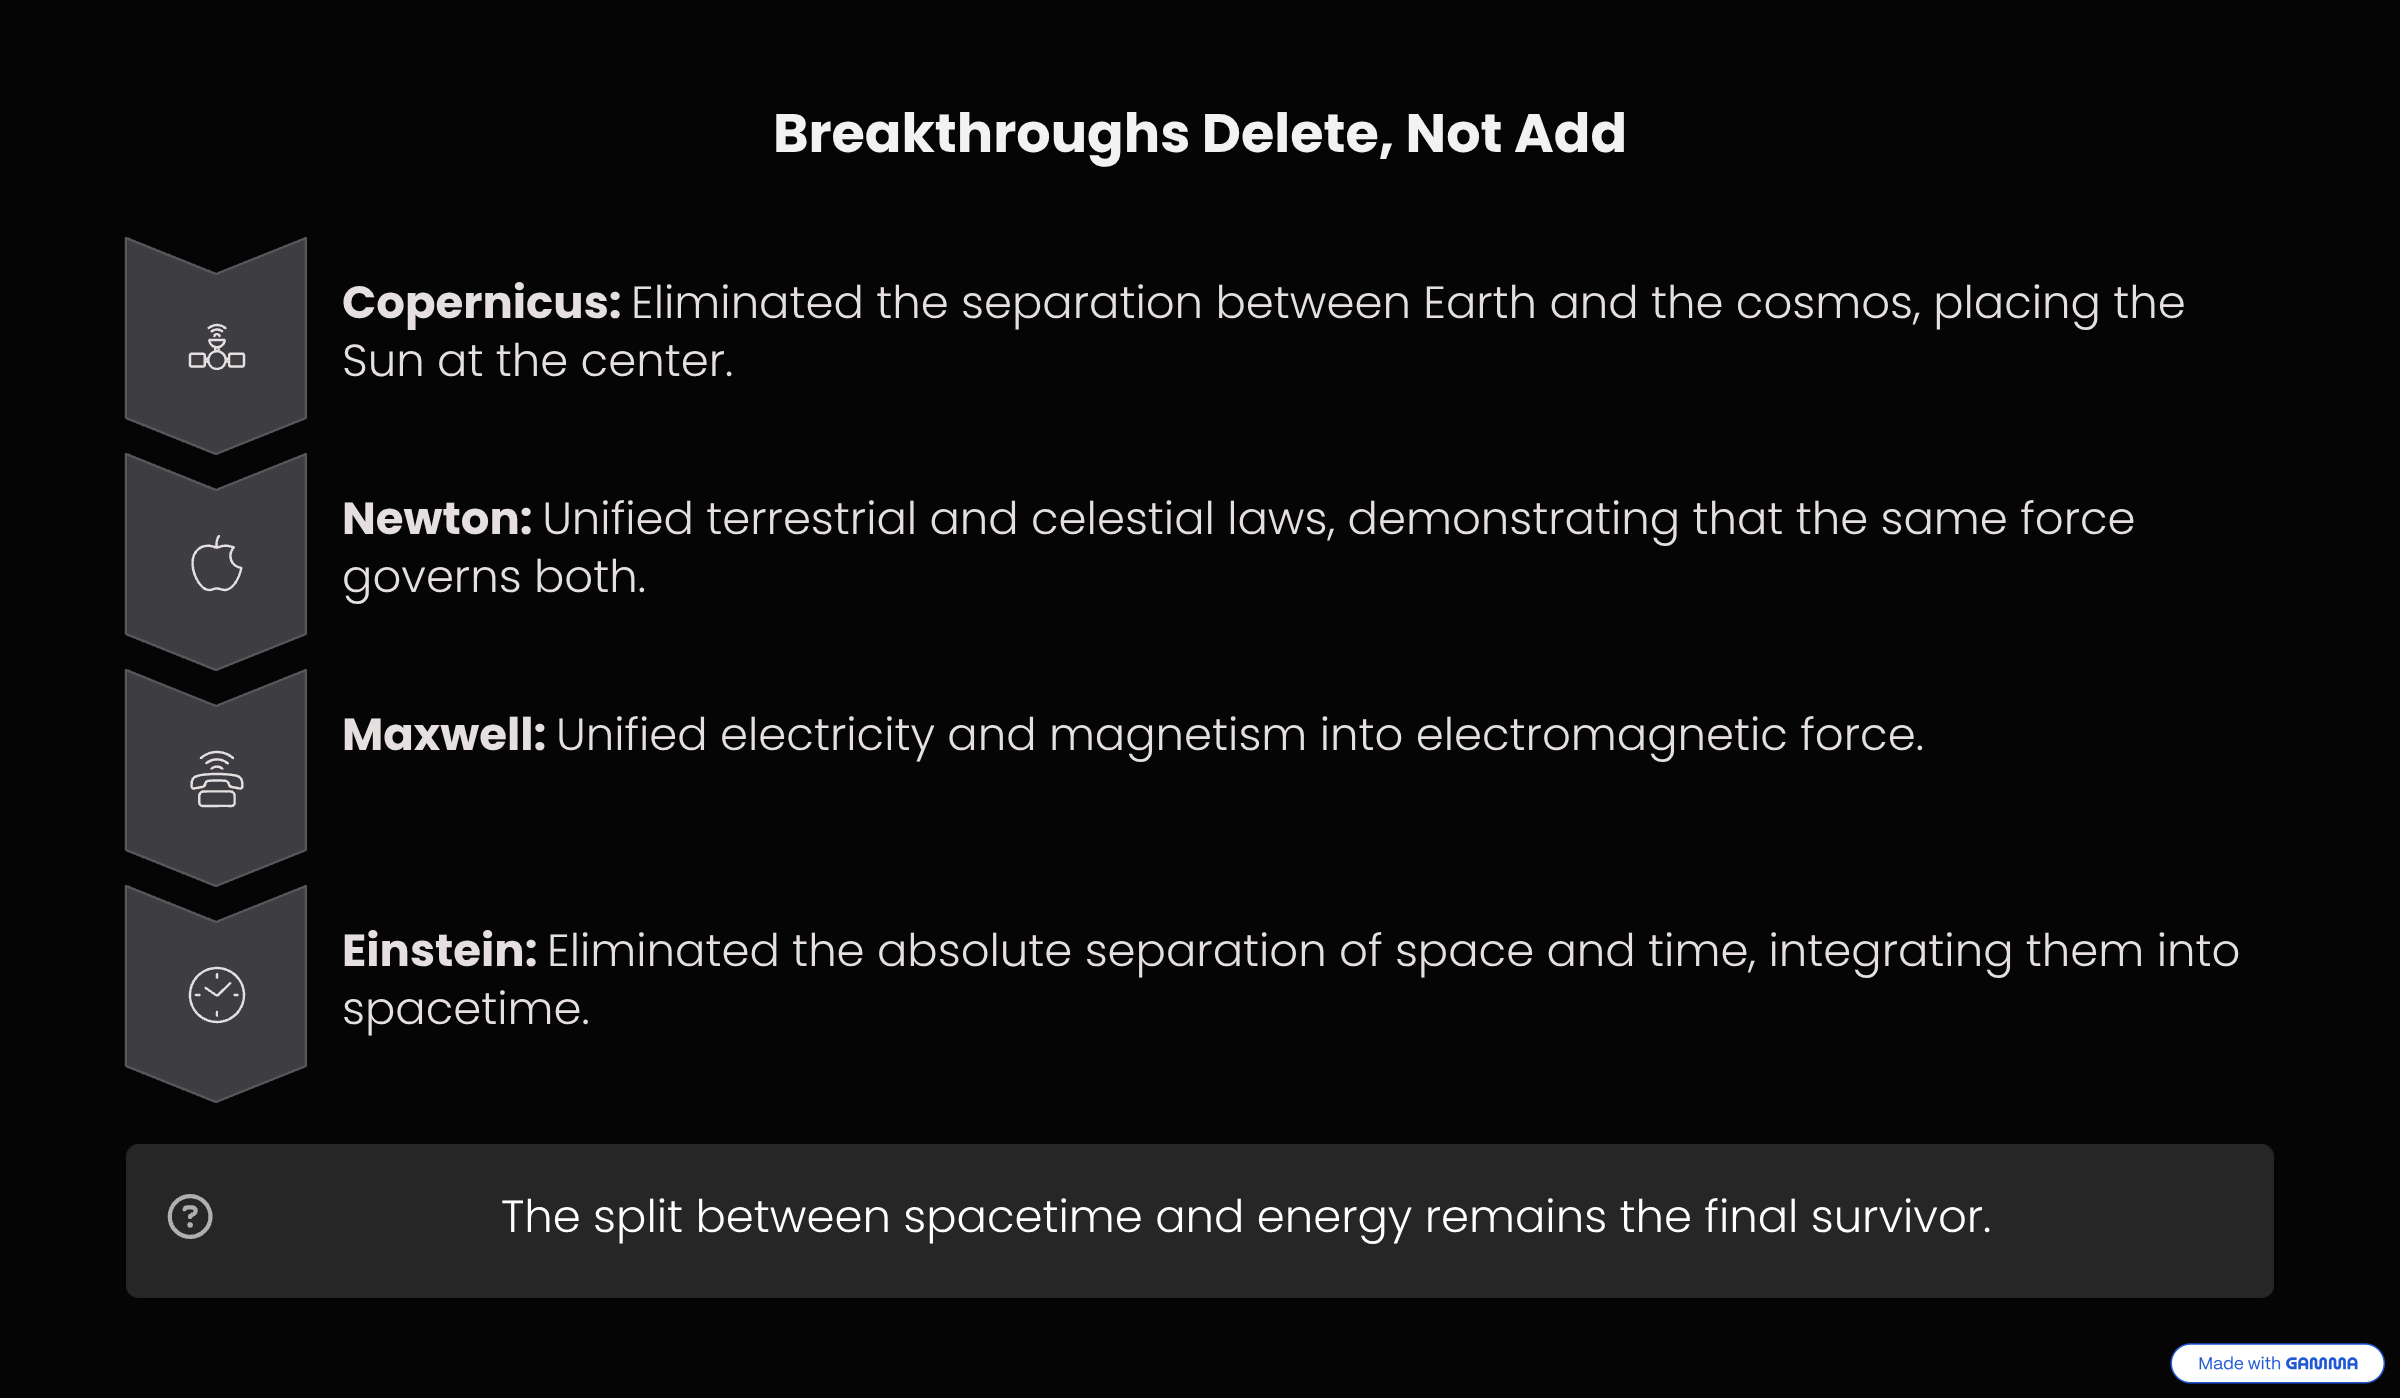 Breakthroughs Delete, Not Add
Copernicus: Eliminated the separation between Earth and the cosmos, placing the
Sun at the center.
Newton: Unified terrestrial and celestial laws, demonstrating that the same force
governs both.
Maxwell: Unified electricity and magnetism into electromagnetic force.
Einstein: Eliminated the absolute separation of space and time, integrating them into
spacetime.
The split between spacetime and energy remains the final survivor.
Made with GAMMA